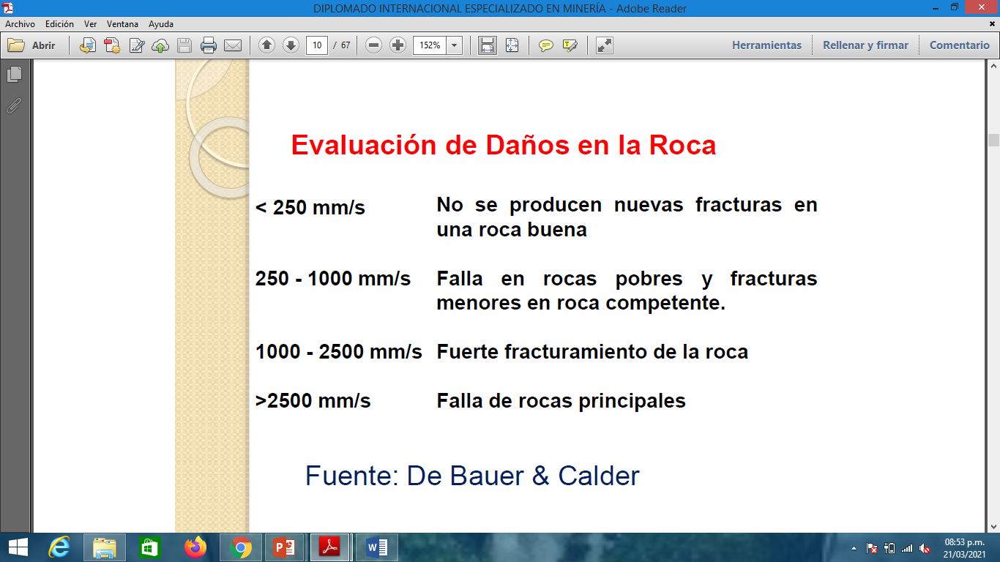 DIPLOMADO INTERNACIONAL ESPECIALIZADO EN MINERÍA - Adobe Reader
Archivo Edición Ver Ventana Ayuda
Abrir 10 / 67 152% Herramientas Rellenar y firmar Comentario
Evaluación de Daños en la Roca
< 250 mm/s No se producen nuevas fracturas en
una roca buena
250 - 1000 mm/s Falla en rocas pobres y fracturas
menores en roca competente.
1000 - 2500 mm/s Fuerte fracturamiento de la roca
>2500 mm/s Falla de rocas principales
Fuente: De Bauer & Calder
08:53 p.m.
21/03/2021